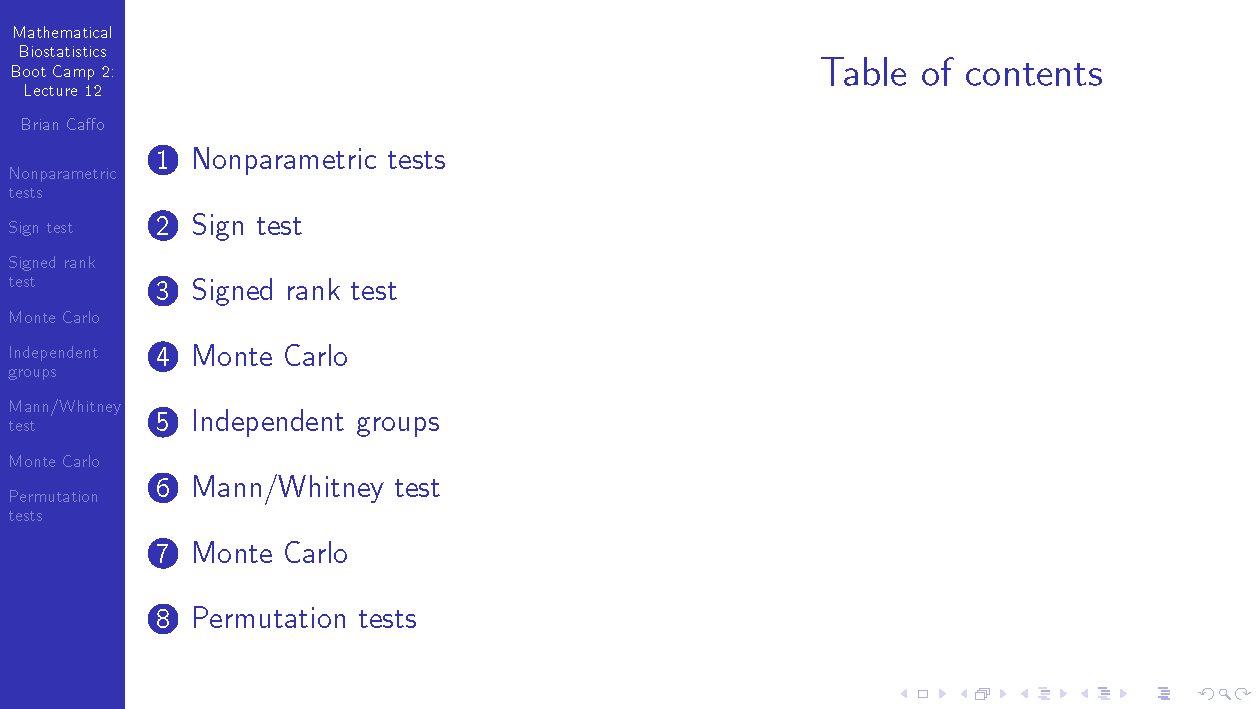 Mathematical
Biostatistics
Boot Camp 2:
Lecture 12
Brian Caffo
Nonparametric
tests
Sign test
Signed rank
test
Monte Carlo
Independent
groups
Mann/Whitney
test
Monte Carlo
Permutation
tests
Table of contents
1 Nonparametric tests
2 Sign test
3 Signed rank test
4 Monte Carlo
5 Independent groups
6 Mann/Whitney test
7 Monte Carlo
8 Permutation tests